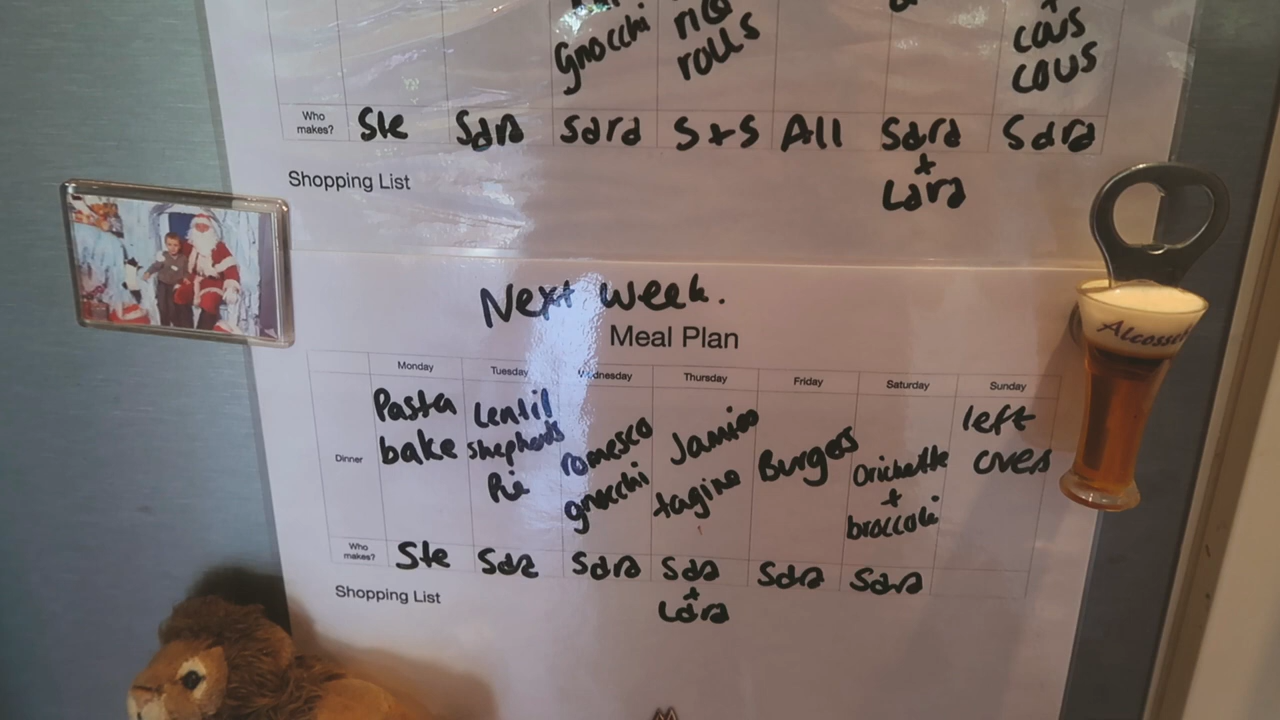 Gnocchi rice cous
rolls cous
Who makes? Ste Sara Sara S+S All Sara + Lara Sara
Shopping List
Next week.
Meal Plan
Monday Tuesday Wednesday Thursday Friday Saturday Sunday
Dinner Pasta bake Lentil Shepherds Pie romesco gnocchi Jamies tagine Burgers Orichette + broccoli left overs
Who makes? Ste Sara Sara Sara + Lara Sara Sara
Shopping List